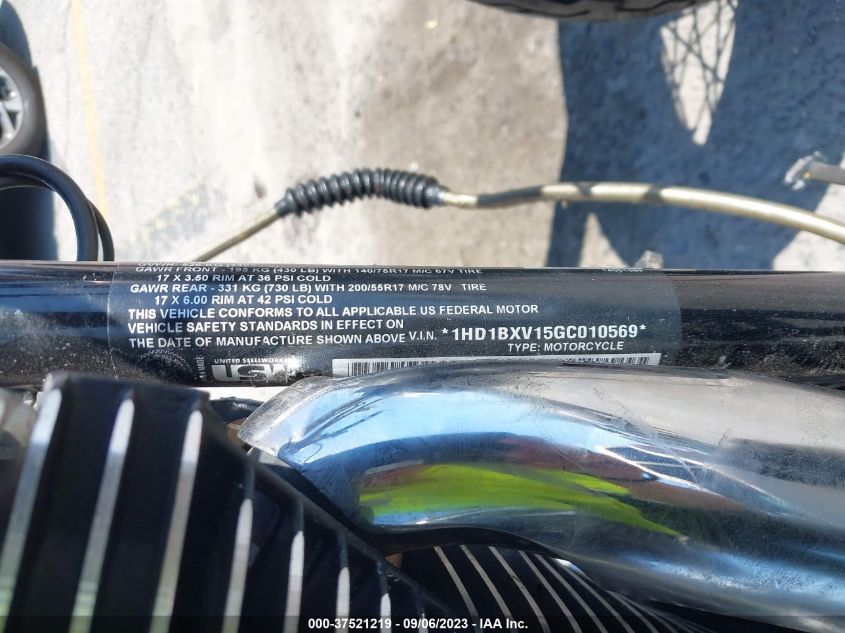 GAWR FRONT - 195 KG (430 LB) WITH 140/75R17 M/C 67V TIRE
17 X 3.50 RIM AT 36 PSI COLD
GAWR REAR - 331 KG (730 LB) WITH 200/55R17 M/C 78V TIRE
17 X 6.00 RIM AT 42 PSI COLD
THIS VEHICLE CONFORMS TO ALL APPLICABLE US FEDERAL MOTOR
VEHICLE SAFETY STANDARDS IN EFFECT ON
THE DATE OF MANUFACTURE SHOWN ABOVE V.I.N. *1HD1BXV15GC010569*
TYPE: MOTORCYCLE
UNITED STEELWORKERS
000-37521219 - 09/06/2023 - IAA Inc.